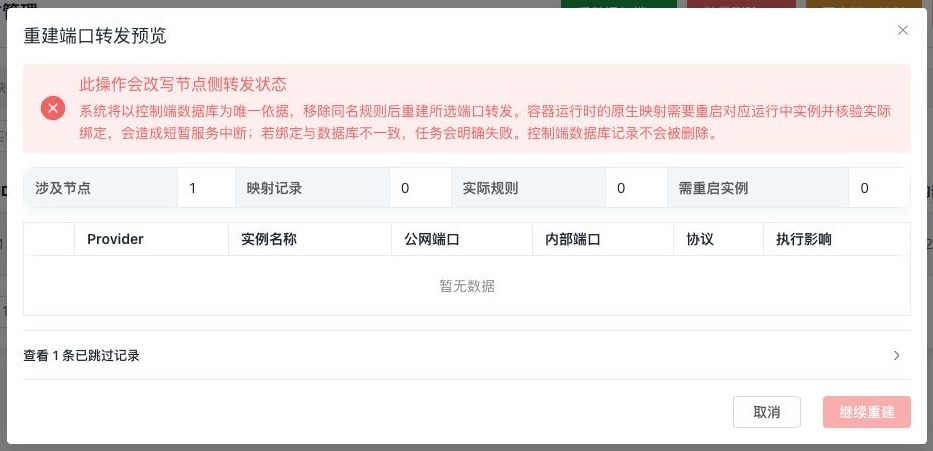 管理
重建端口转发预览
此操作会改写节点侧转发状态
系统将以控制端数据库为唯一依据，移除同名规则后重建所选端口转发。容器运行时的原生映射需要重启对应运行中实例并核验实际
绑定，会造成短暂服务中断；若绑定与数据库不一致，任务会明确失败。控制端数据库记录不会被删除。
涉及节点 1 映射记录 0 实际规则 0 需重启实例 0
Provider 实例名称 公网端口 内部端口 协议 执行影响
暂无数据
查看 1 条已跳过记录
取消 继续重建